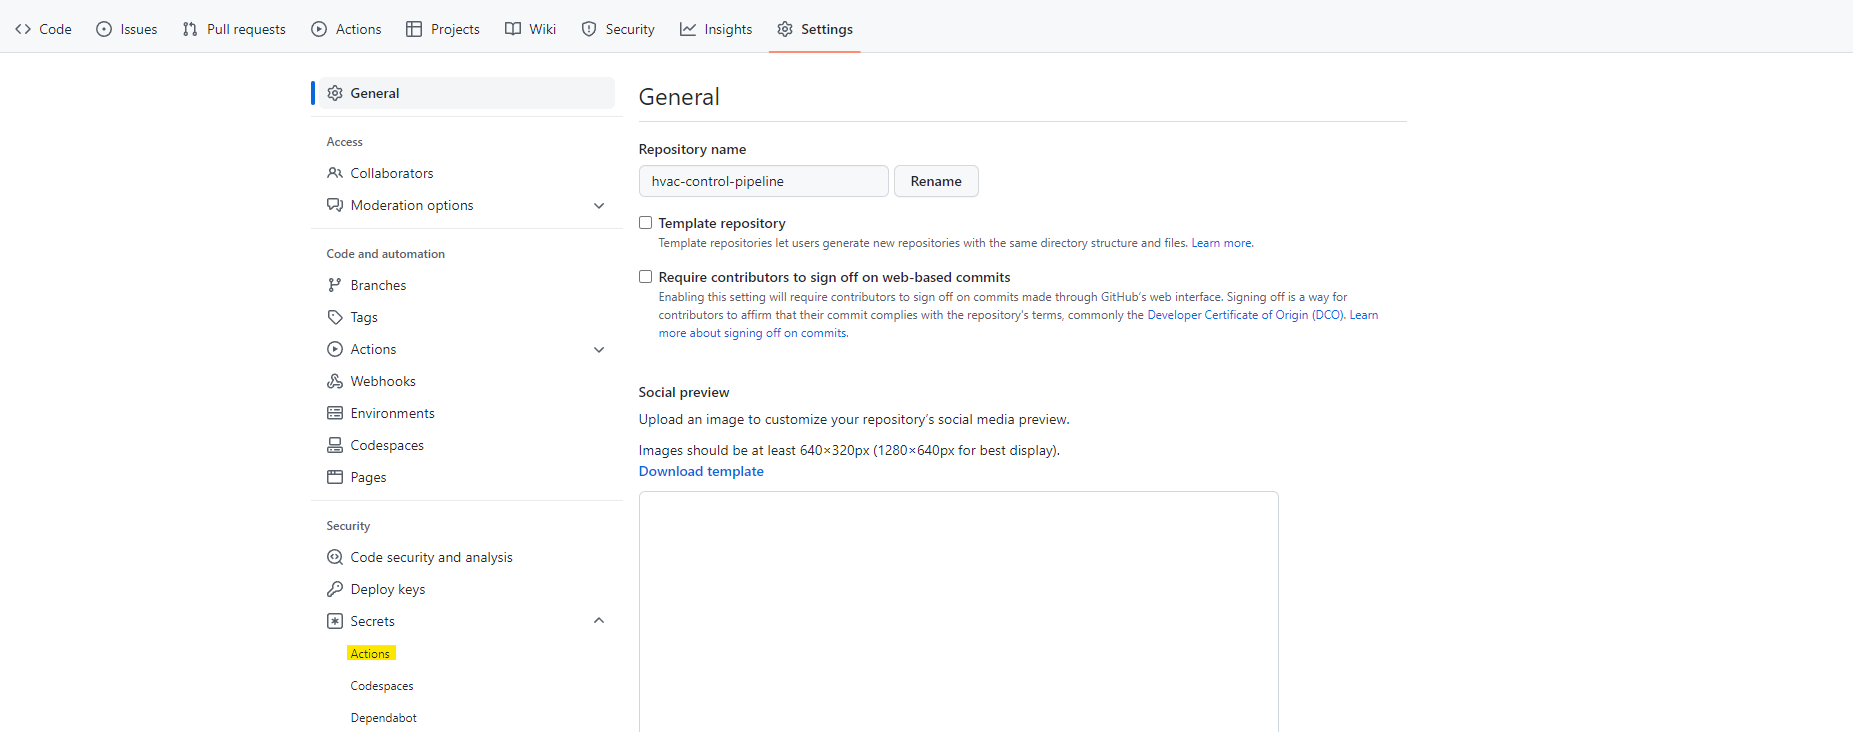 Code Issues Pull requests Actions Projects Wiki Security Insights Settings
General
Access
Collaborators
Moderation options
Code and automation
Branches
Tags
Actions
Webhooks
Environments
Codespaces
Pages
Security
Code security and analysis
Deploy keys
Secrets
Actions
Codespaces
Dependabot
General
Repository name
hvac-control-pipeline Rename
Template repository
Template repositories let users generate new repositories with the same directory structure and files. Learn more.
Require contributors to sign off on web-based commits
Enabling this setting will require contributors to sign off on commits made through GitHub's web interface. Signing off is a way for
contributors to affirm that their commit complies with the repository's terms, commonly the Developer Certificate of Origin (DCO). Learn
more about signing off on commits.
Social preview
Upload an image to customize your repository's social media preview.
Images should be at least 640×320px (1280×640px for best display).
Download template